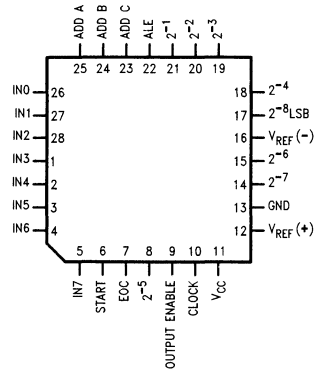 ADD A
ADD B
ADD C
ALE
2⁻¹
2⁻²
2⁻³
25 24 23 22 21 20 19
IN0 26
IN1 27
IN2 28
IN3 1
IN4 2
IN5 3
IN6 4
18 2⁻⁴
17 2⁻⁸LSB
16 VREF(−)
15 2⁻⁶
14 2⁻⁷
13 GND
12 VREF(+)
5 6 7 8 9 10 11
IN7
START
EOC
2⁻⁵
OUTPUT ENABLE
CLOCK
VCC